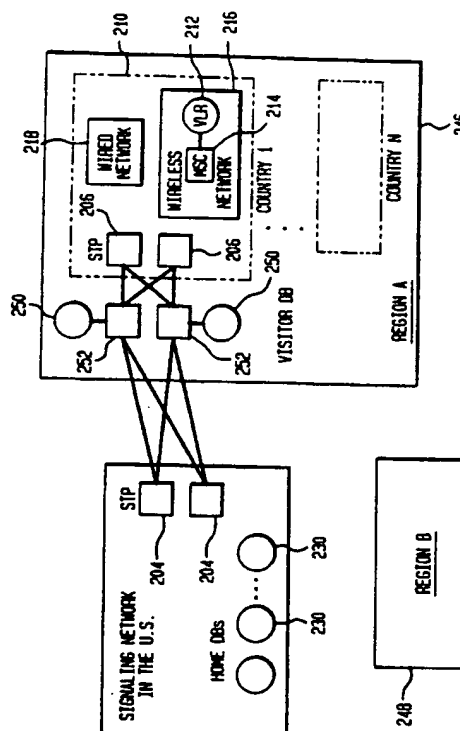 SIGNALING NETWORK
IN THE U.S.
STP
204
204
HOME DBs
230
230
248
REGION B
250
252
250
252
VISITOR DB
206
STP
206
218
WIRED
NETWORK
210
WIRELESS
NETWORK
MSC
VLR
216
212
214
COUNTRY 1
COUNTRY N
REGION A